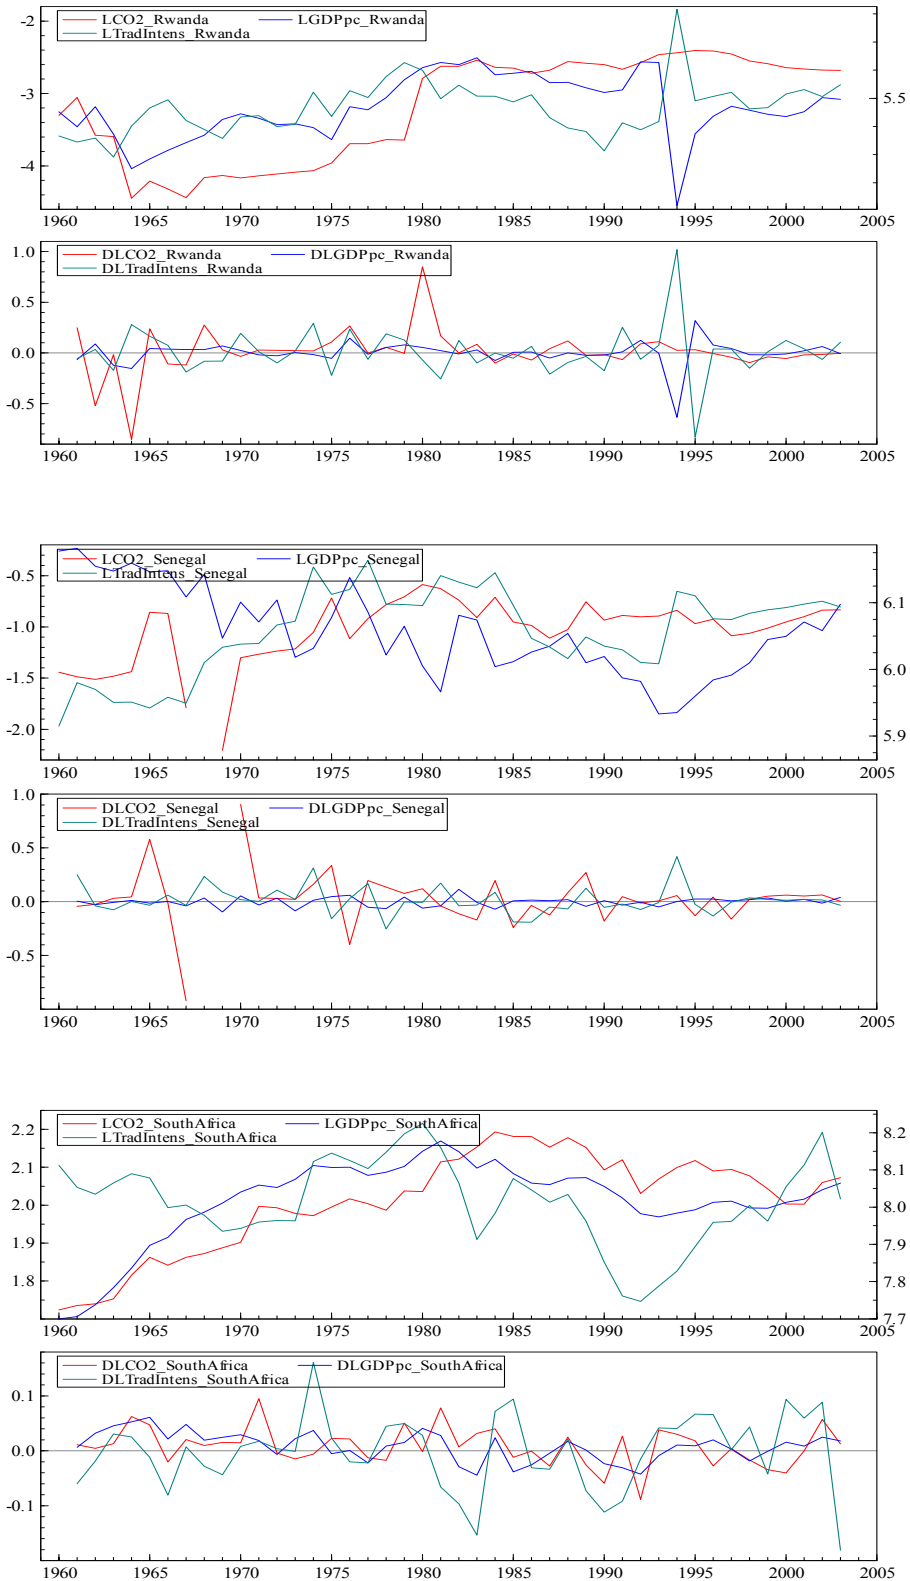 LCO2_Rwanda LGDPpc_Rwanda
LTradIntens_Rwanda
-2
-3
-4
5.5
1960 1965 1970 1975 1980 1985 1990 1995 2000 2005
DLCO2_Rwanda DLGDPpc_Rwanda
DLTradIntens_Rwanda
1.0
0.5
0.0
-0.5
1960 1965 1970 1975 1980 1985 1990 1995 2000 2005
LCO2_Senegal LGDPpc_Senegal
LTradIntens_Senegal
-0.5
-1.0
-1.5
-2.0
6.1
6.0
5.9
1960 1965 1970 1975 1980 1985 1990 1995 2000 2005
DLCO2_Senegal DLGDPpc_Senegal
DLTradIntens_Senegal
1.0
0.5
0.0
-0.5
1960 1965 1970 1975 1980 1985 1990 1995 2000 2005
LCO2_SouthAfrica LGDPpc_SouthAfrica
LTradIntens_SouthAfrica
2.2
2.1
2.0
1.9
1.8
8.2
8.1
8.0
7.9
7.8
7.7
1960 1965 1970 1975 1980 1985 1990 1995 2000 2005
DLCO2_SouthAfrica DLGDPpc_SouthAfrica
DLTradIntens_SouthAfrica
0.1
0.0
-0.1
1960 1965 1970 1975 1980 1985 1990 1995 2000 2005